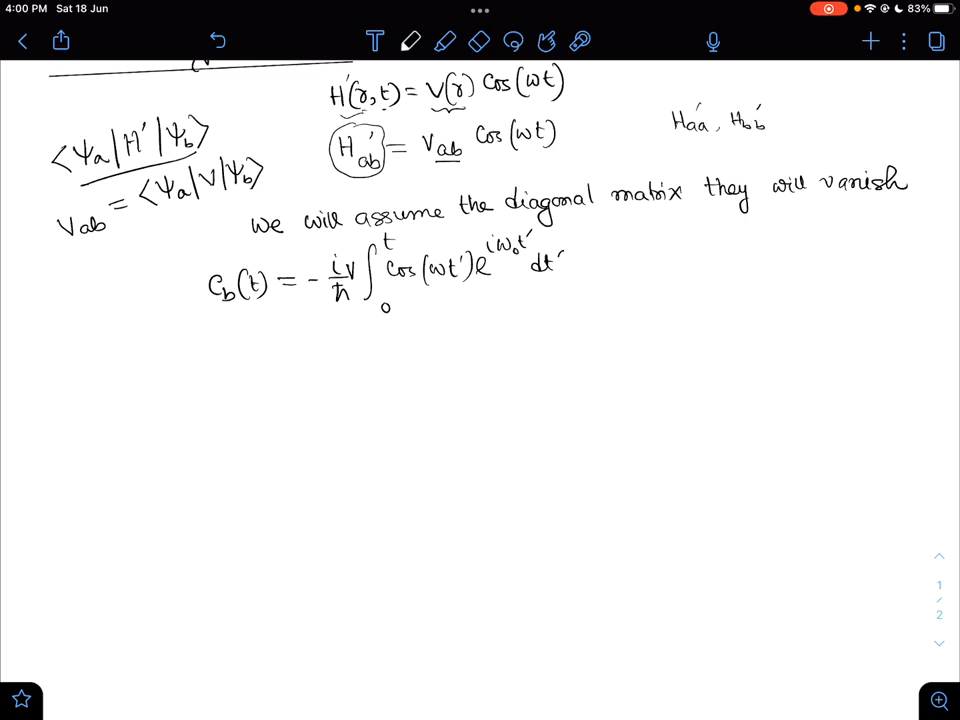 4:00 PM Sat 18 Jun
83%
H'(r, t) = V(r) Cos(ωt)
<Ψa|H'|Ψb>
H'ab = Vab Cos(ωt)
Haa', Hbb'
Vab = <Ψa|V|Ψb>
we will assume the diagonal matrix they will vanish
Cb(t) = - iV/ħ ∫₀ᵗ Cos(ωt') e^{iω₀t'} dt'
1
2